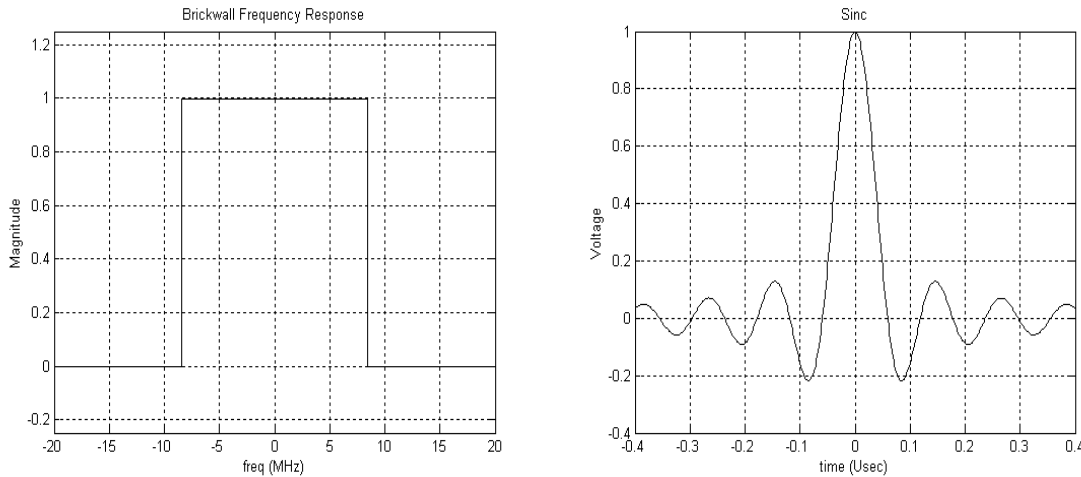 Brickwall Frequency Response
1.2
1
0.8
0.6
0.4
0.2
0
-0.2
Magnitude
-20 -15 -10 -5 0 5 10 15 20
freq (MHz)
Sinc
1
0.8
0.6
0.4
0.2
0
-0.2
-0.4
Voltage
-0.4 -0.3 -0.2 -0.1 0 0.1 0.2 0.3 0.4
time (Usec)